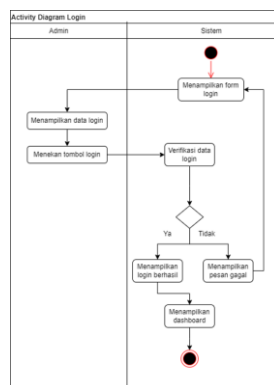 Activity Diagram Login
Admin
Sistem
Menampilkan form
login
Menampilkan data login
Menekan tombol login
Verifikasi data
login
Ya
Tidak
Menampilkan
login berhasil
Menampilkan
pesan gagal
Menampilkan
dashboard